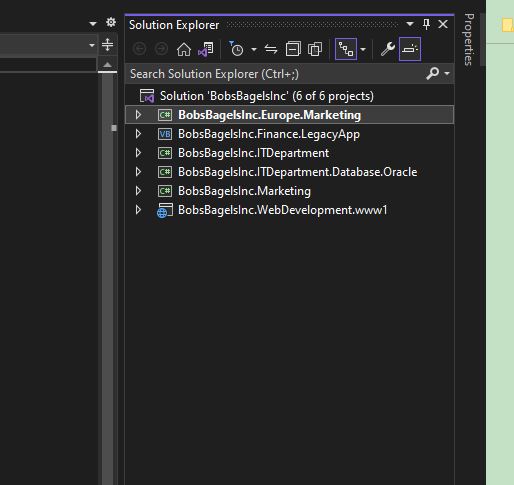 Solution Explorer
Search Solution Explorer (Ctrl+;)
Solution 'BobsBagelsInc' (6 of 6 projects)
C# BobsBagelsInc.Europe.Marketing
VB BobsBagelsInc.Finance.LegacyApp
C# BobsBagelsInc.ITDepartment
C# BobsBagelsInc.ITDepartment.Database.Oracle
C# BobsBagelsInc.Marketing
BobsBagelsInc.WebDevelopment.www1
Properties